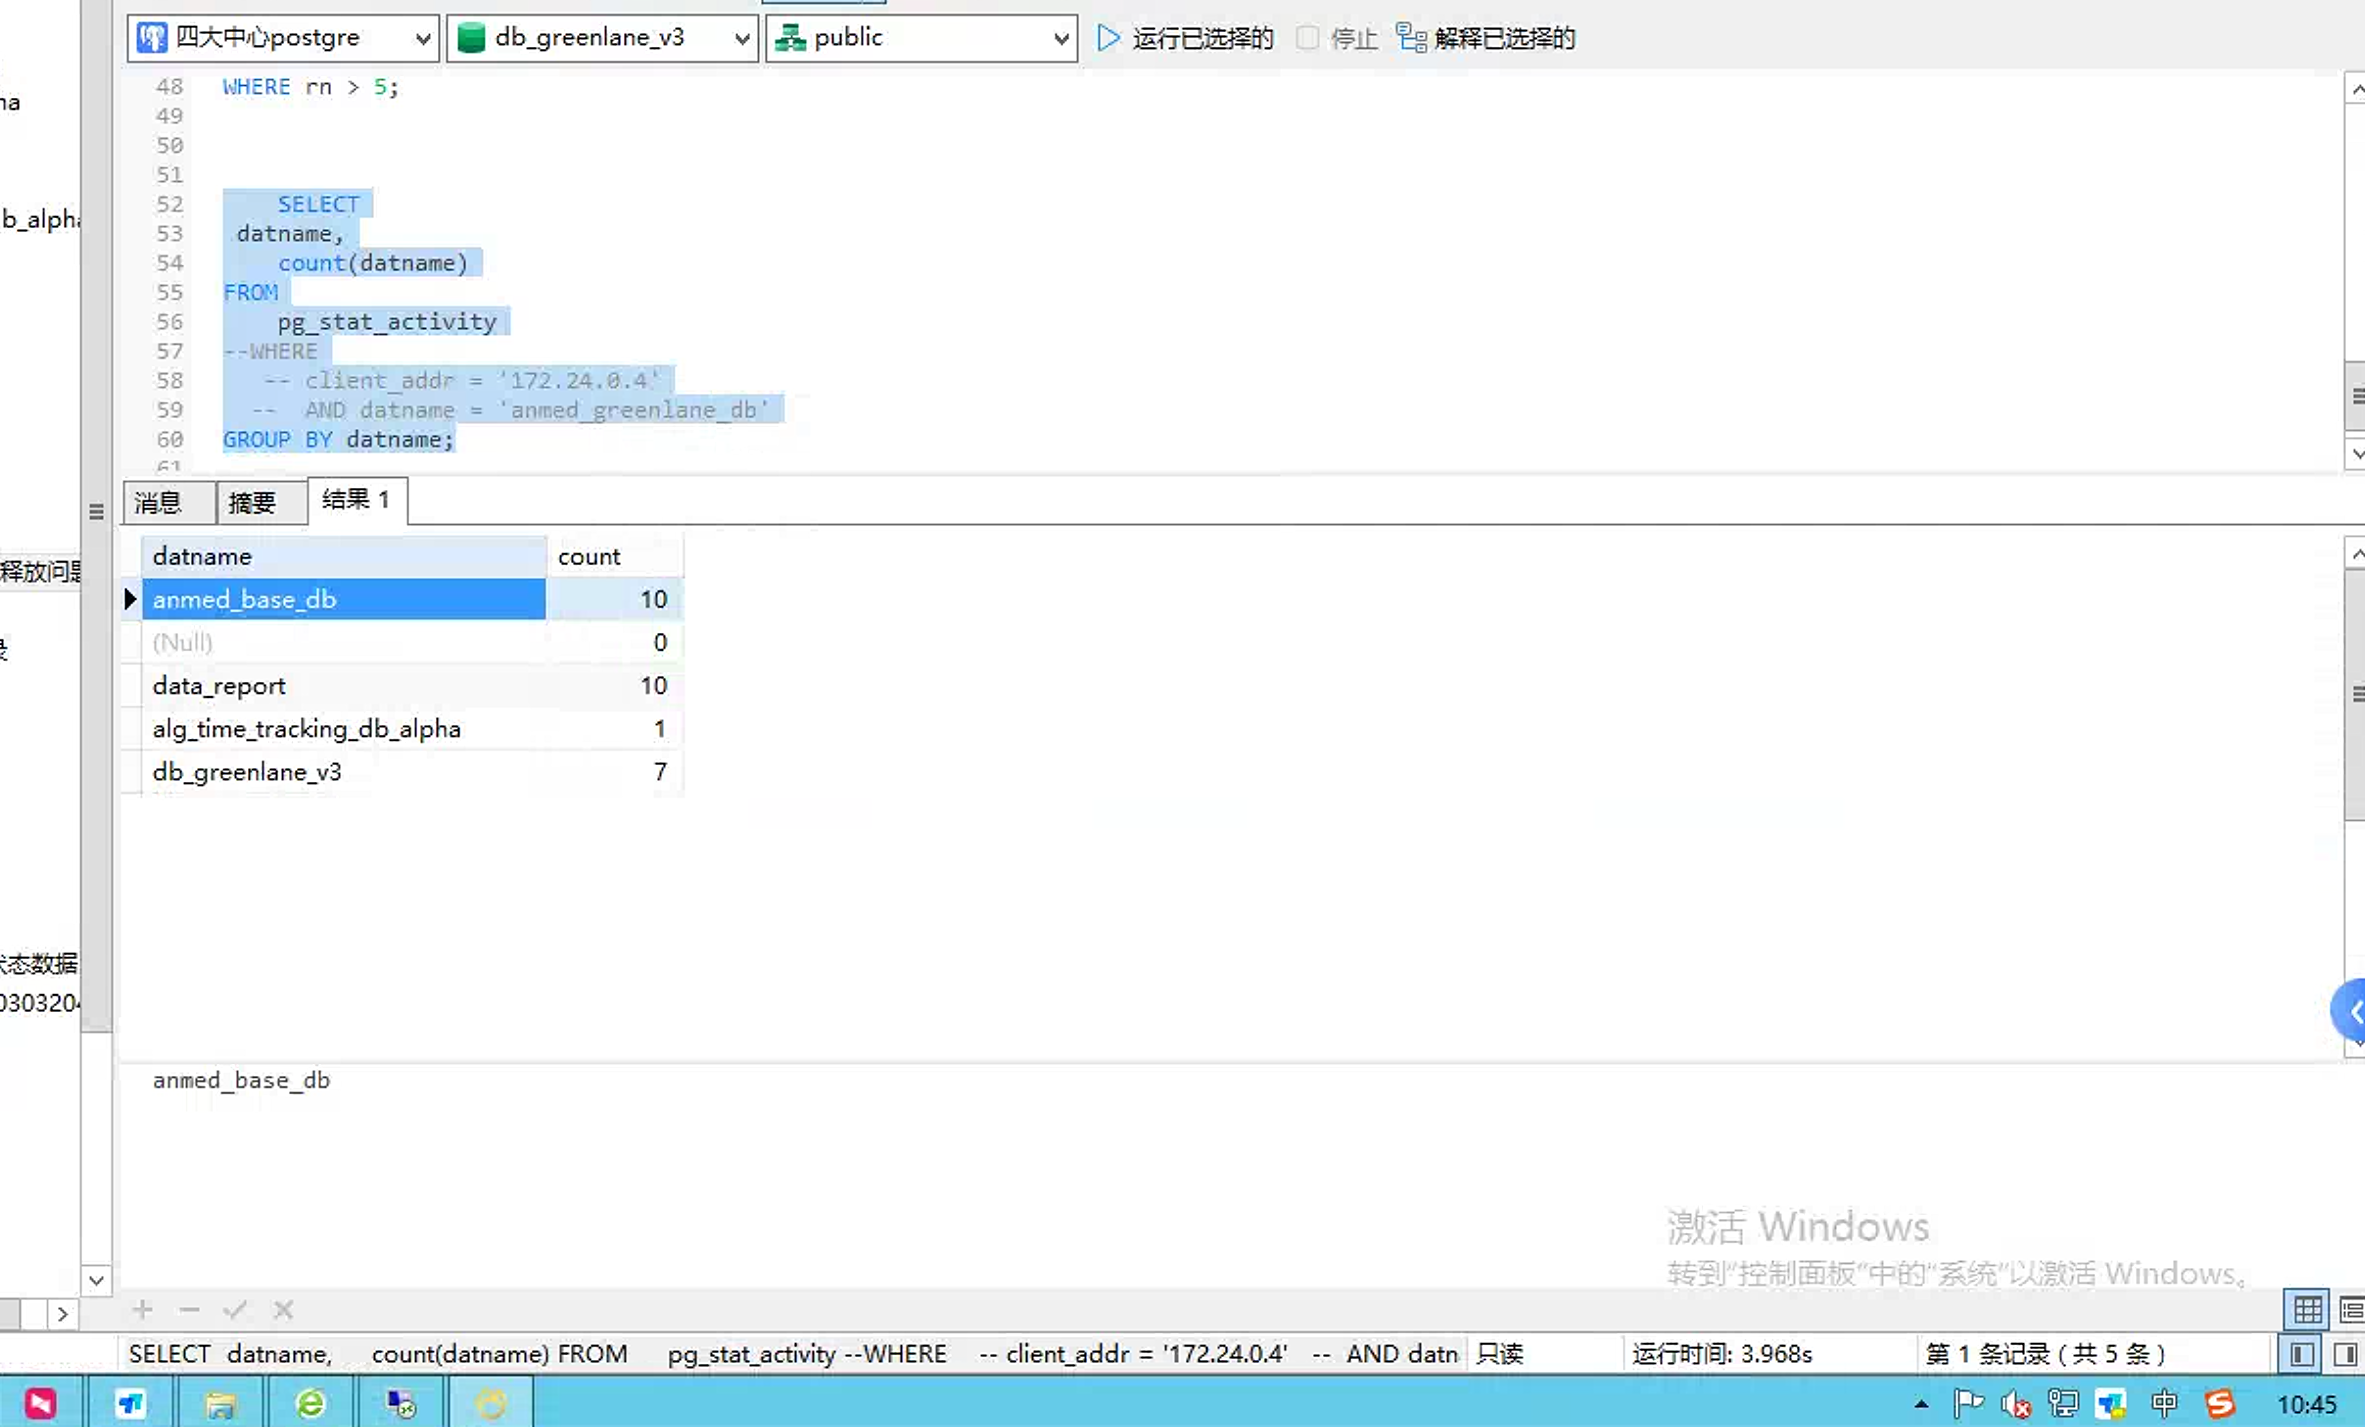 四大中心postgre db_greenlane_v3 public 运行已选择的 停止 解释已选择的
48 WHERE rn > 5;
49
50
51
52 SELECT
53 datname,
54 count(datname)
55 FROM
56 pg_stat_activity
57 --WHERE
58 -- client_addr = '172.24.0.4'
59 -- AND datname = 'anmed_greenlane_db'
60 GROUP BY datname;
61
ha
b_alpha
释放问题
录
状态数据
0303204
消息 摘要 结果 1
datname count
anmed_base_db 10
(Null) 0
data_report 10
alg_time_tracking_db_alpha 1
db_greenlane_v3 7
anmed_base_db
激活 Windows
转到“控制面板”中的“系统”以激活 Windows。
SELECT datname, count(datname) FROM pg_stat_activity --WHERE -- client_addr = '172.24.0.4' -- AND datn 只读 运行时间: 3.968s 第 1 条记录 ( 共 5 条 )
中 10:45